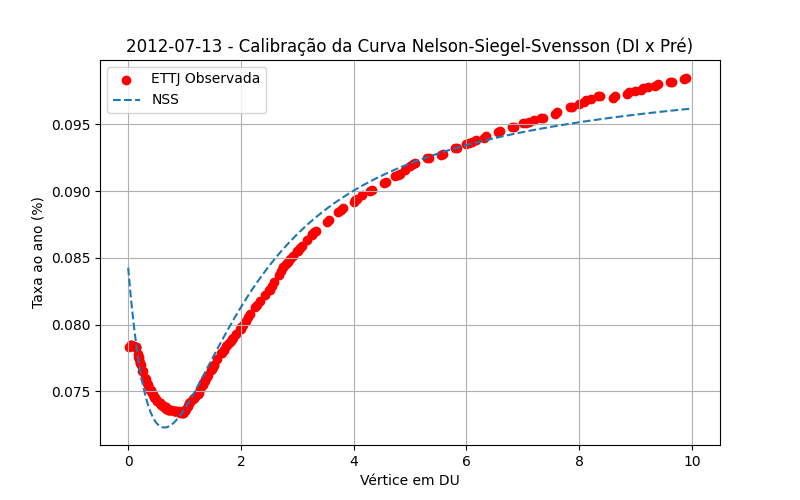 2012-07-13 - Calibração da Curva Nelson-Siegel-Svensson (DI x Pré)
ETTJ Observada
NSS
Taxa ao ano (%)
0.095
0.090
0.085
0.080
0.075
0 2 4 6 8 10
Vértice em DU